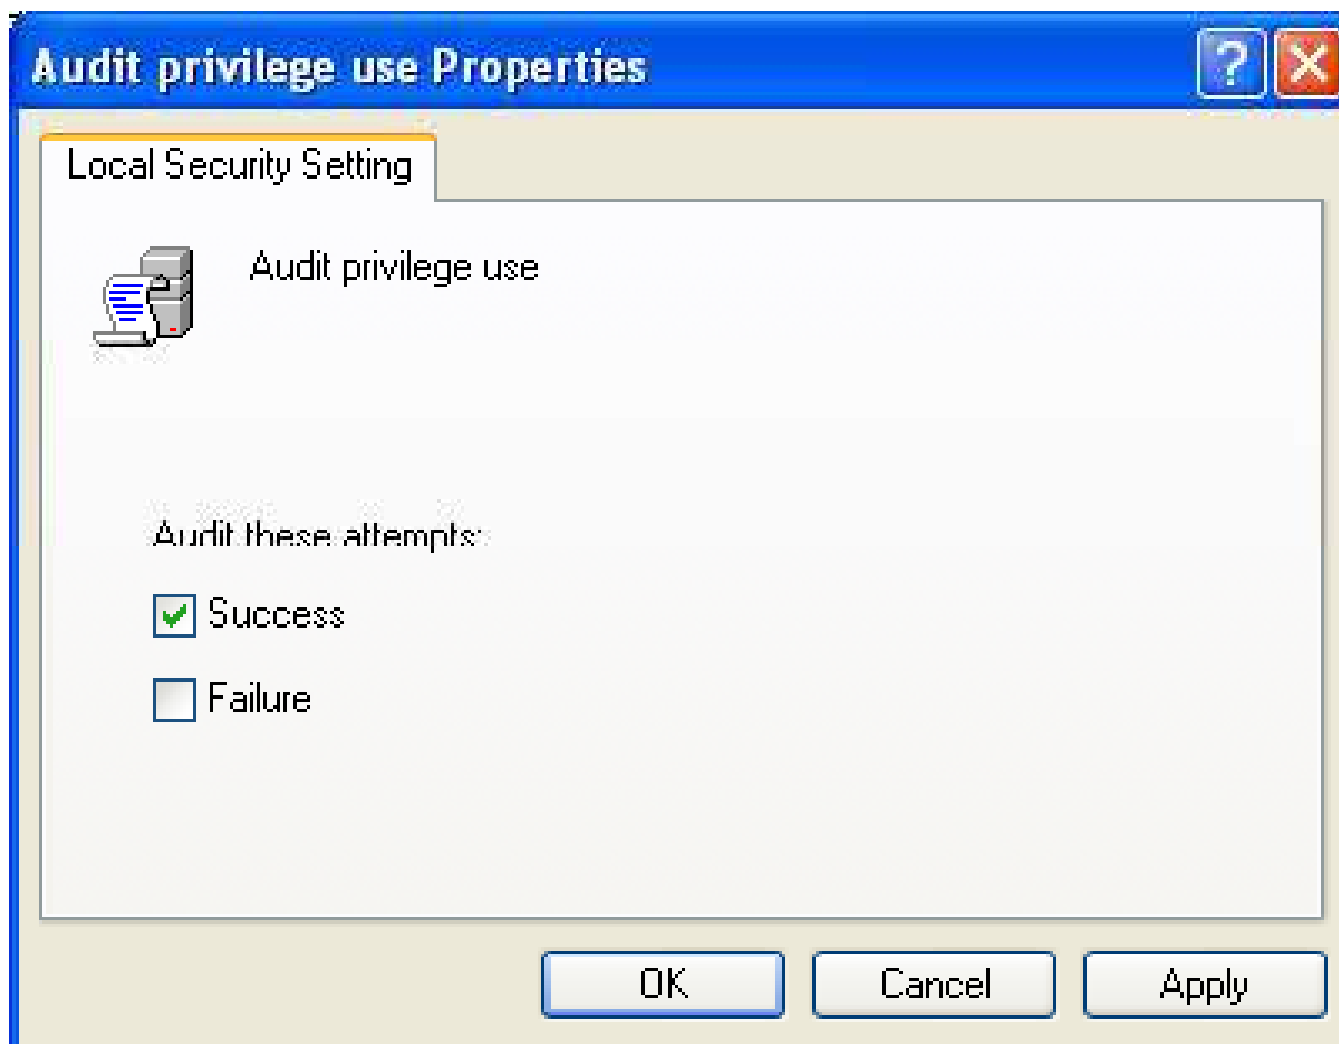 Audit privilege use Properties
?
Local Security Setting
Audit privilege use
Audit these attempts:
Success
Failure
OK
Cancel
Apply